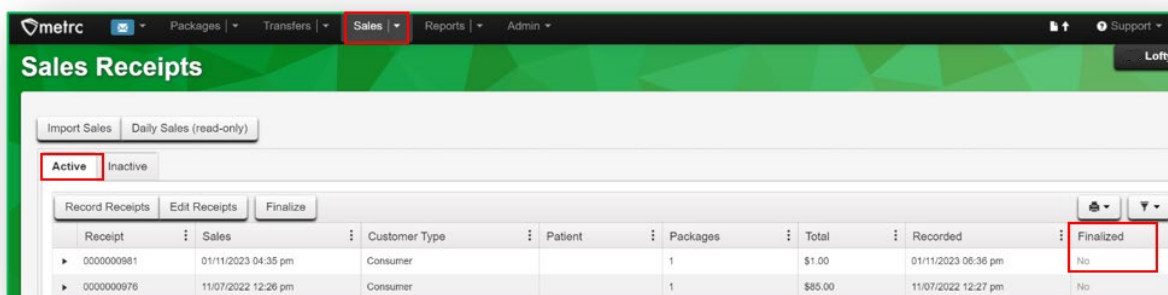 metrc Packages Transfers Sales Reports Admin Support
Sales Receipts
Loft
Import Sales Daily Sales (read-only)
Active Inactive
Record Receipts Edit Receipts Finalize
Receipt Sales Customer Type Patient Packages Total Recorded Finalized
0000000981 01/11/2023 04:35 pm Consumer 1 $1.00 01/11/2023 06:36 pm No
0000000976 11/07/2022 12:26 pm Consumer 1 $85.00 11/07/2022 12:27 pm No